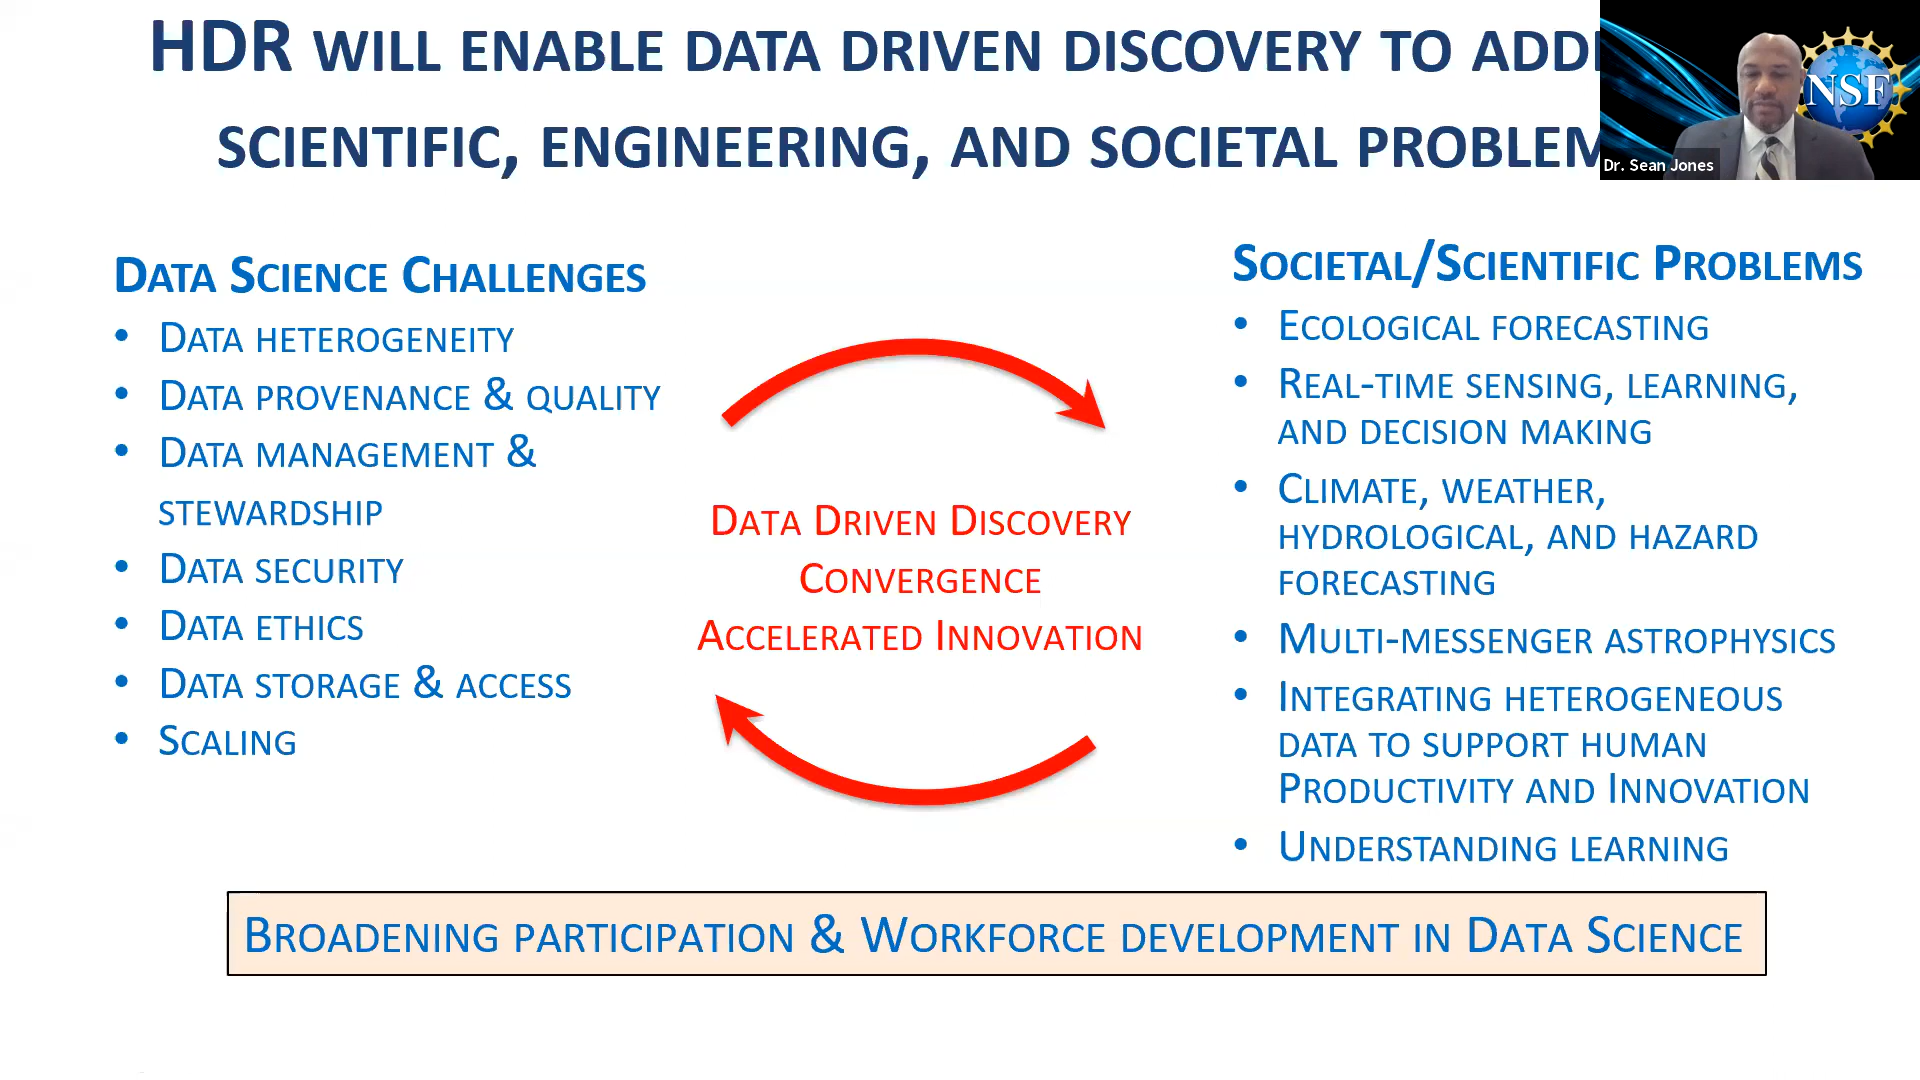 HDR WILL ENABLE DATA DRIVEN DISCOVERY TO
SCIENTIFIC, ENGINEERING, AND SOCIETAL
NSF
Dr. Sean Jones
DATA SCIENCE CHALLENGES
• DATA HETEROGENEITY
• DATA PROVENANCE & QUALITY
• DATA MANAGEMENT &
STEWARDSHIP
• DATA SECURITY
• DATA ETHICS
• DATA STORAGE & ACCESS
• SCALING
DATA DRIVEN DISCOVERY
CONVERGENCE
ACCELERATED INNOVATION
SOCIETAL/SCIENTIFIC PROBLEMS
• ECOLOGICAL FORECASTING
• REAL-TIME SENSING, LEARNING,
AND DECISION MAKING
• CLIMATE, WEATHER,
HYDROLOGICAL, AND HAZARD
FORECASTING
• MULTI-MESSENGER ASTROPHYSICS
• INTEGRATING HETEROGENEOUS
DATA TO SUPPORT HUMAN
PRODUCTIVITY AND INNOVATION
• UNDERSTANDING LEARNING
BROADENING PARTICIPATION & WORKFORCE DEVELOPMENT IN DATA SCIENCE